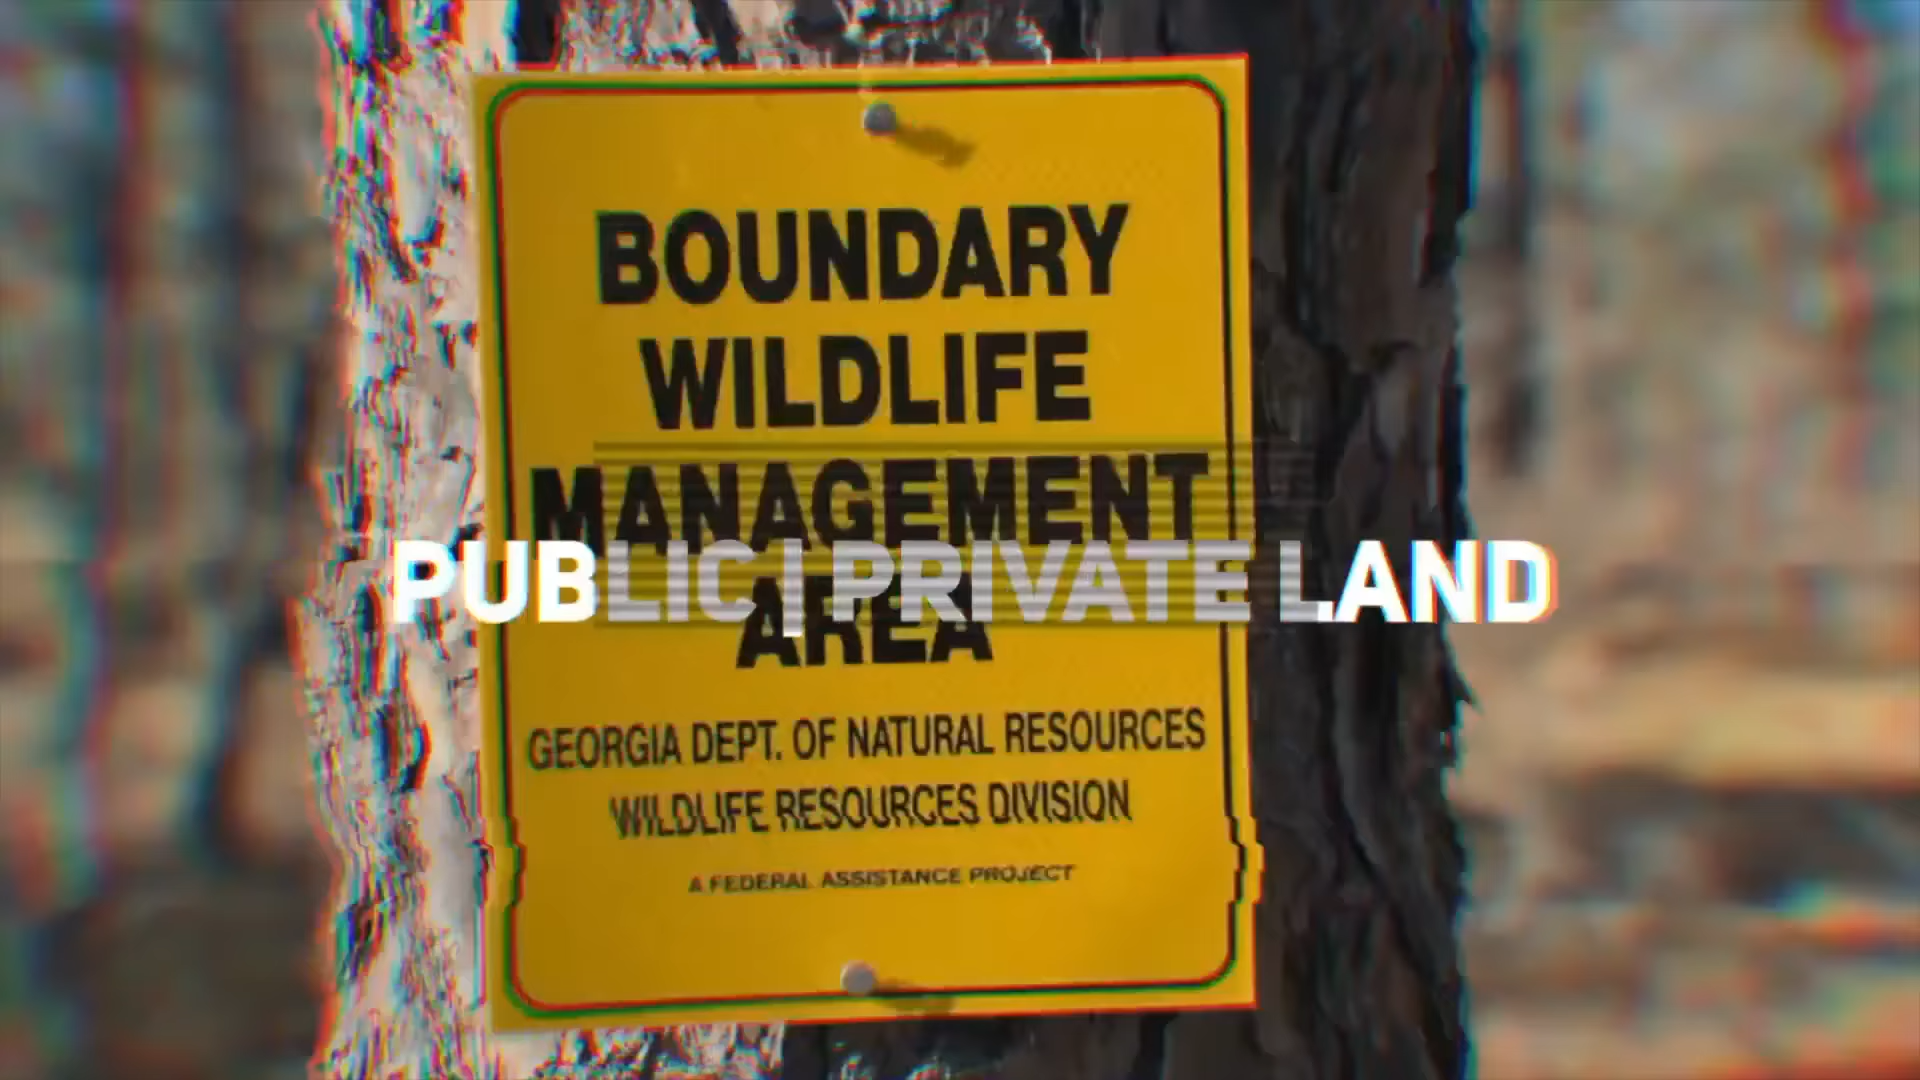 BOUNDARY
WILDLIFE
MANAGEMENT
PUBLIC | PRIVATE LAND
AREA
GEORGIA DEPT. OF NATURAL RESOURCES
WILDLIFE RESOURCES DIVISION
A FEDERAL ASSISTANCE PROJECT